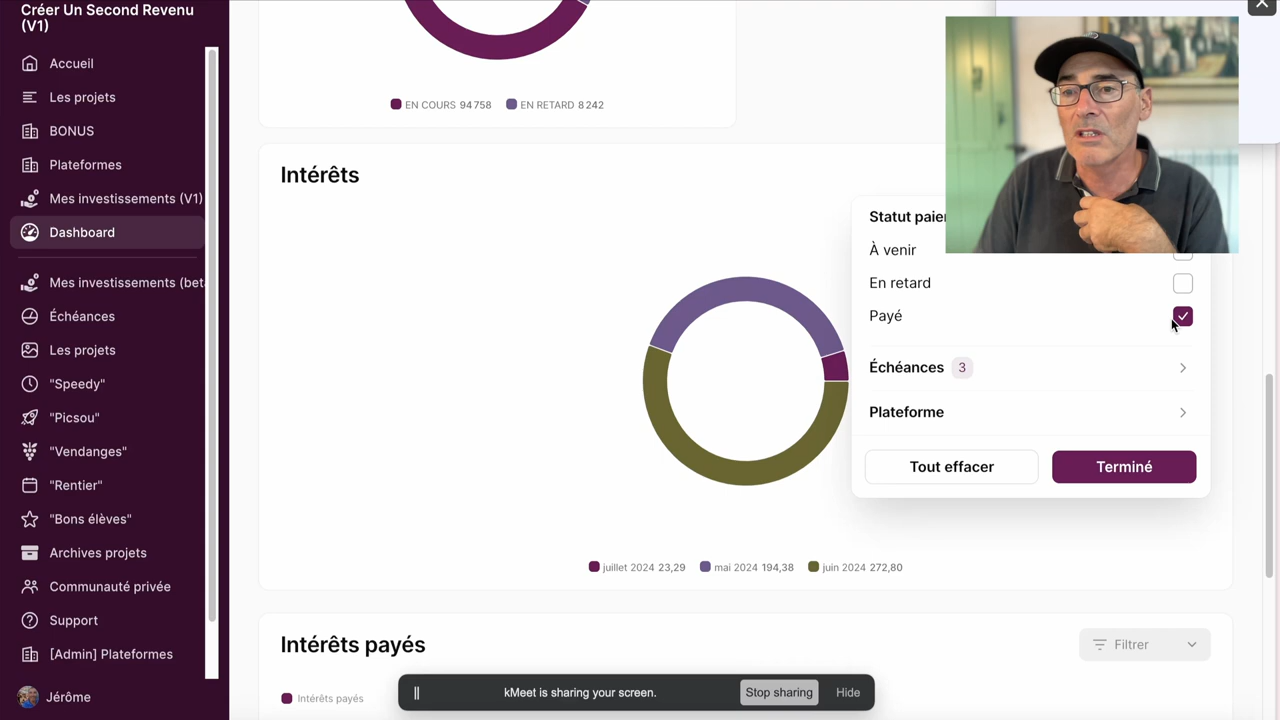 Créer Un Second Revenu
(V1)
Accueil
Les projets
BONUS
Plateformes
Mes investissements (V1)
Dashboard
Mes investissements (bet
Échéances
Les projets
"Speedy"
"Picsou"
"Vendanges"
"Rentier"
"Bons élèves"
Archives projets
Communauté privée
Support
[Admin] Plateformes
Jérôme
EN COURS 94 758 EN RETARD 8 242
Intérêts
Statut paie
À venir
En retard
Payé
Échéances 3
Plateforme
Tout effacer Terminé
juillet 2024 23,29 mai 2024 194,38 juin 2024 272,80
Intérêts payés
Filtrer
Intérêts payés
kMeet is sharing your screen. Stop sharing Hide